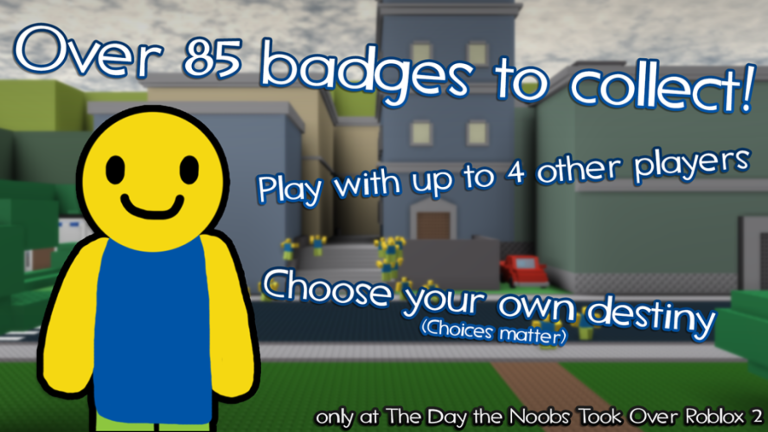 Over 85 badges to collect!
Play with up to 4 other players
Choose your own destiny
(Choices matter)
only at The Day the Noobs Took Over Roblox 2